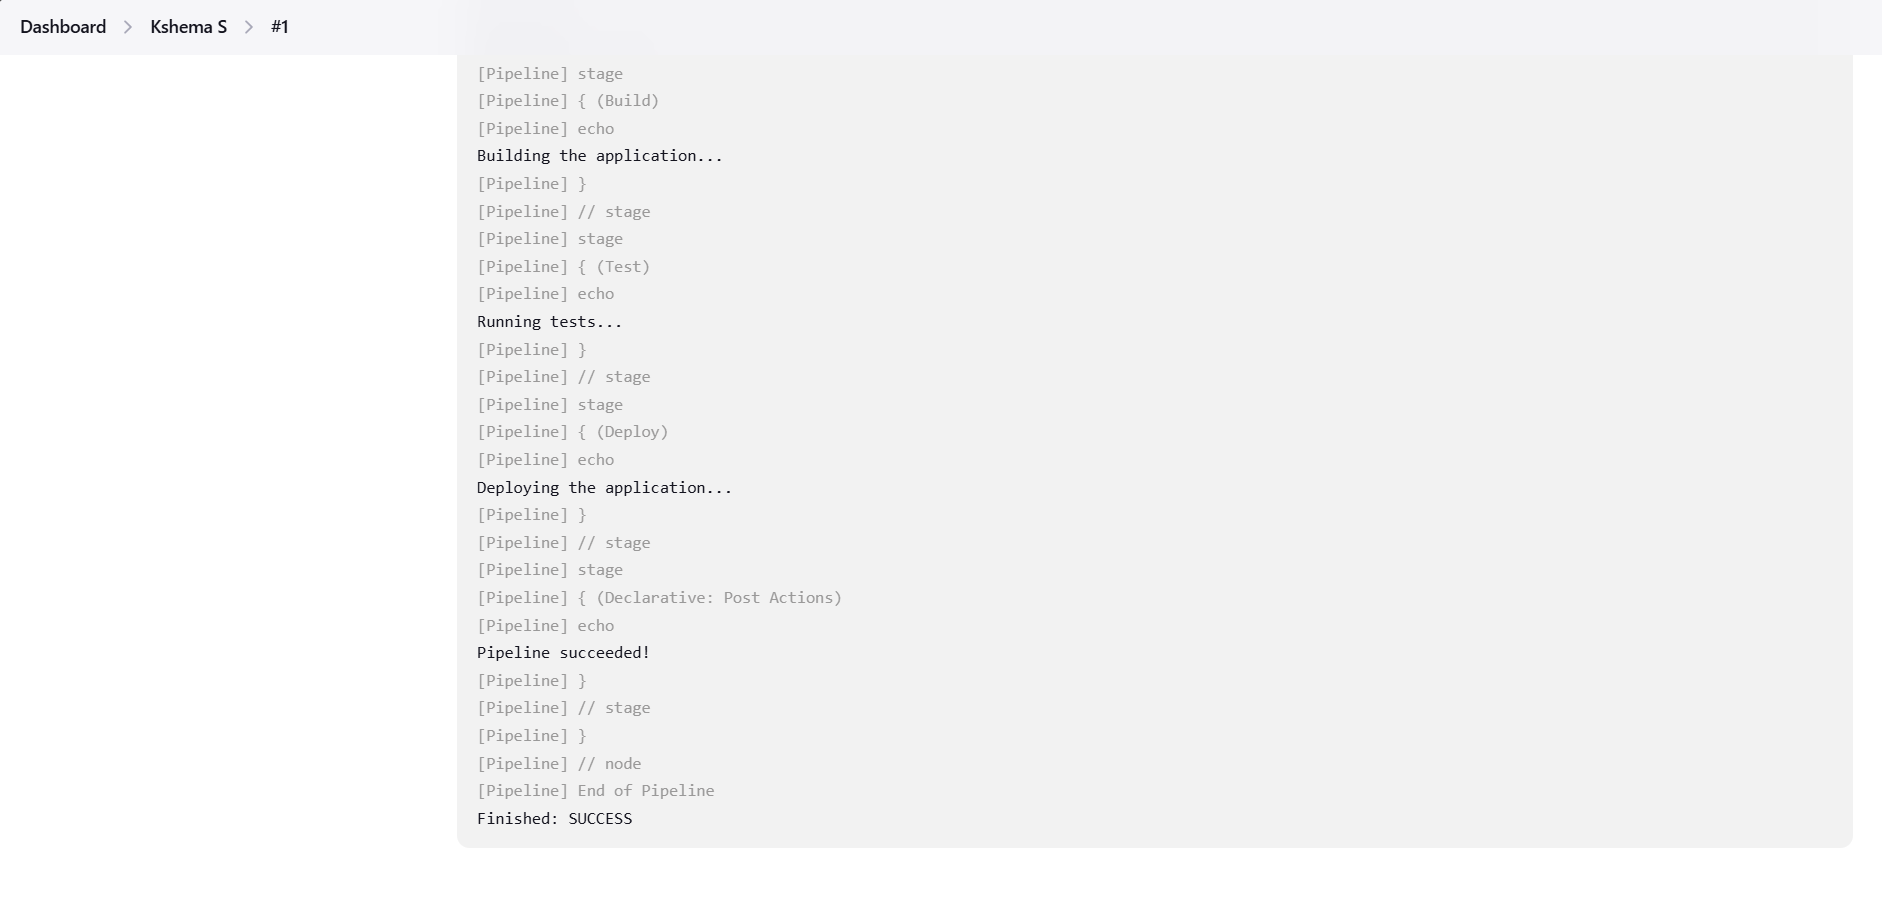 Dashboard > Kshema S > #1
[Pipeline] stage
[Pipeline] { (Build)
[Pipeline] echo
Building the application...
[Pipeline] }
[Pipeline] // stage
[Pipeline] stage
[Pipeline] { (Test)
[Pipeline] echo
Running tests...
[Pipeline] }
[Pipeline] // stage
[Pipeline] stage
[Pipeline] { (Deploy)
[Pipeline] echo
Deploying the application...
[Pipeline] }
[Pipeline] // stage
[Pipeline] stage
[Pipeline] { (Declarative: Post Actions)
[Pipeline] echo
Pipeline succeeded!
[Pipeline] }
[Pipeline] // stage
[Pipeline] }
[Pipeline] // node
[Pipeline] End of Pipeline
Finished: SUCCESS